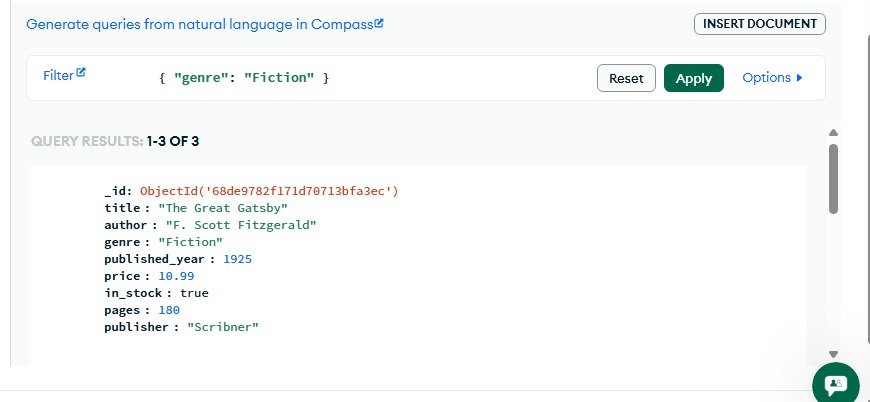 Generate queries from natural language in Compass
INSERT DOCUMENT
Filter
{ "genre": "Fiction" }
Reset
Apply
Options
QUERY RESULTS: 1-3 OF 3
_id: ObjectId('68de9782f171d70713bfa3ec')
title : "The Great Gatsby"
author : "F. Scott Fitzgerald"
genre : "Fiction"
published_year : 1925
price : 10.99
in_stock : true
pages : 180
publisher : "Scribner"